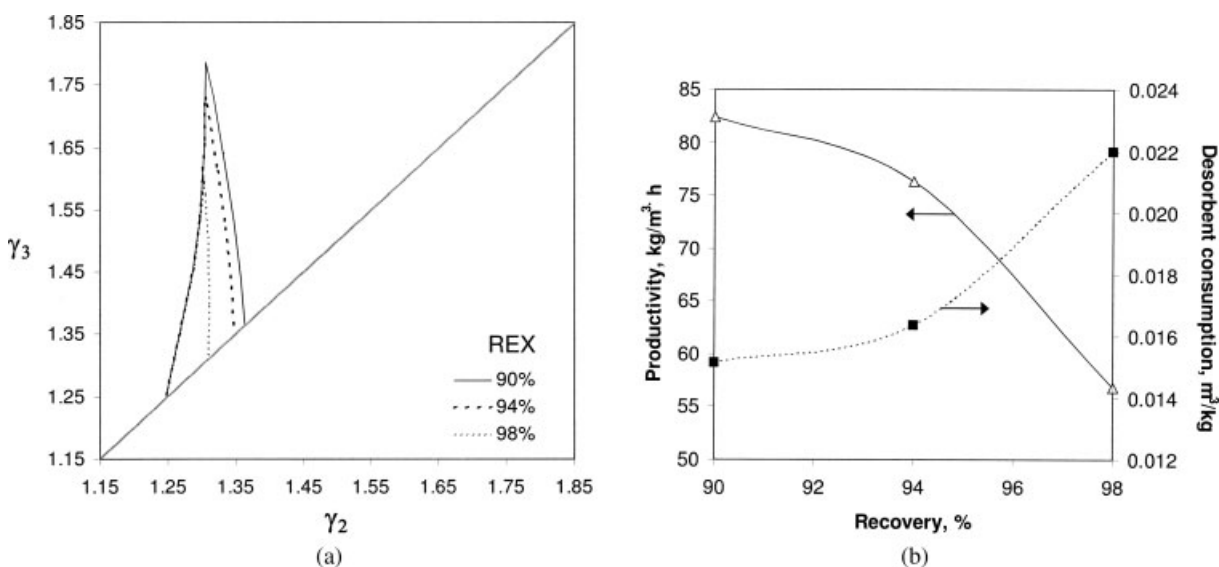 1.85
1.75
1.65
1.55
1.45
1.35
1.25
1.15
γ3
1.15 1.25 1.35 1.45 1.55 1.65 1.75 1.85
γ2
REX
90%
94%
98%
(a)
85
80
75
70
65
60
55
50
Productivity, kg/m³· h
0.024
0.022
0.020
0.018
0.016
0.014
0.012
Desorbent consumption, m³/kg
90 92 94 96 98
Recovery, %
(b)